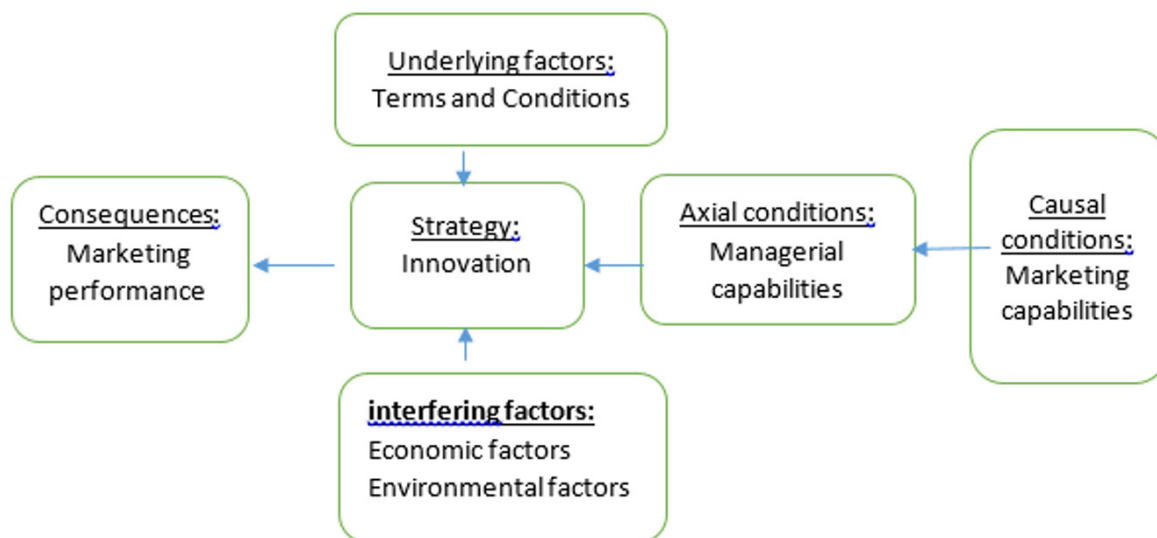 Underlying factors:
Terms and Conditions
Consequences:
Marketing
performance
Strategy:
Innovation
Axial conditions:
Managerial
capabilities
Causal
conditions:
Marketing
capabilities
interfering factors:
Economic factors
Environmental factors